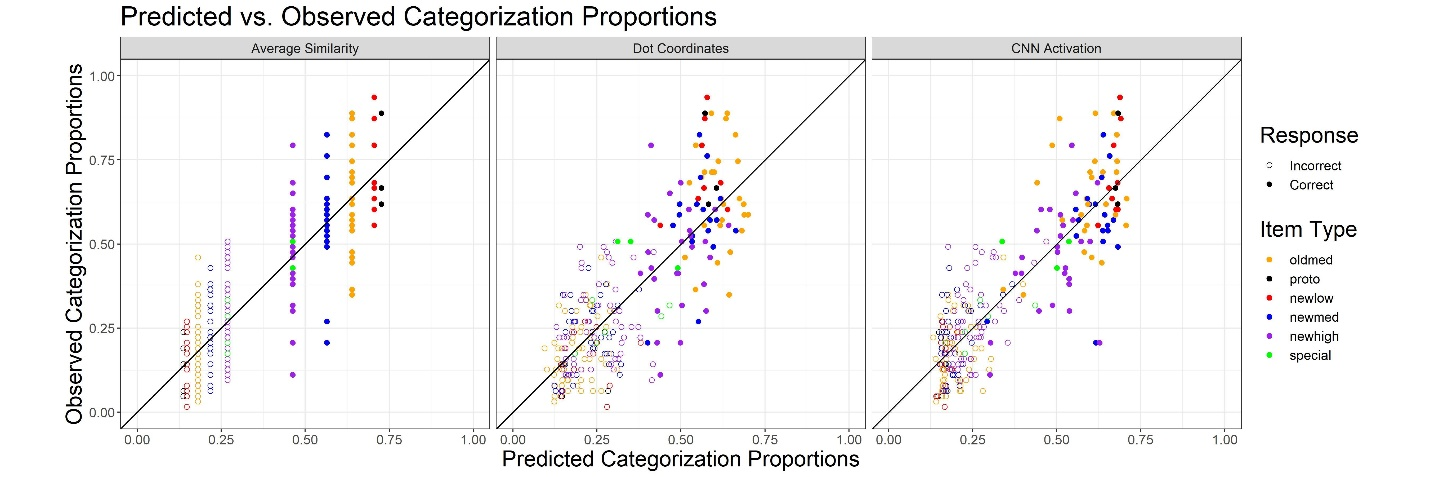 Predicted vs. Observed Categorization Proportions
Average Similarity
Dot Coordinates
CNN Activation
Observed Categorization Proportions
1.00
0.75
0.50
0.25
0.00
0.00 0.25 0.50 0.75 1.00
0.00 0.25 0.50 0.75 1.00
0.00 0.25 0.50 0.75 1.00
Predicted Categorization Proportions
Response
Incorrect
Correct
Item Type
oldmed
proto
newlow
newmed
newhigh
special